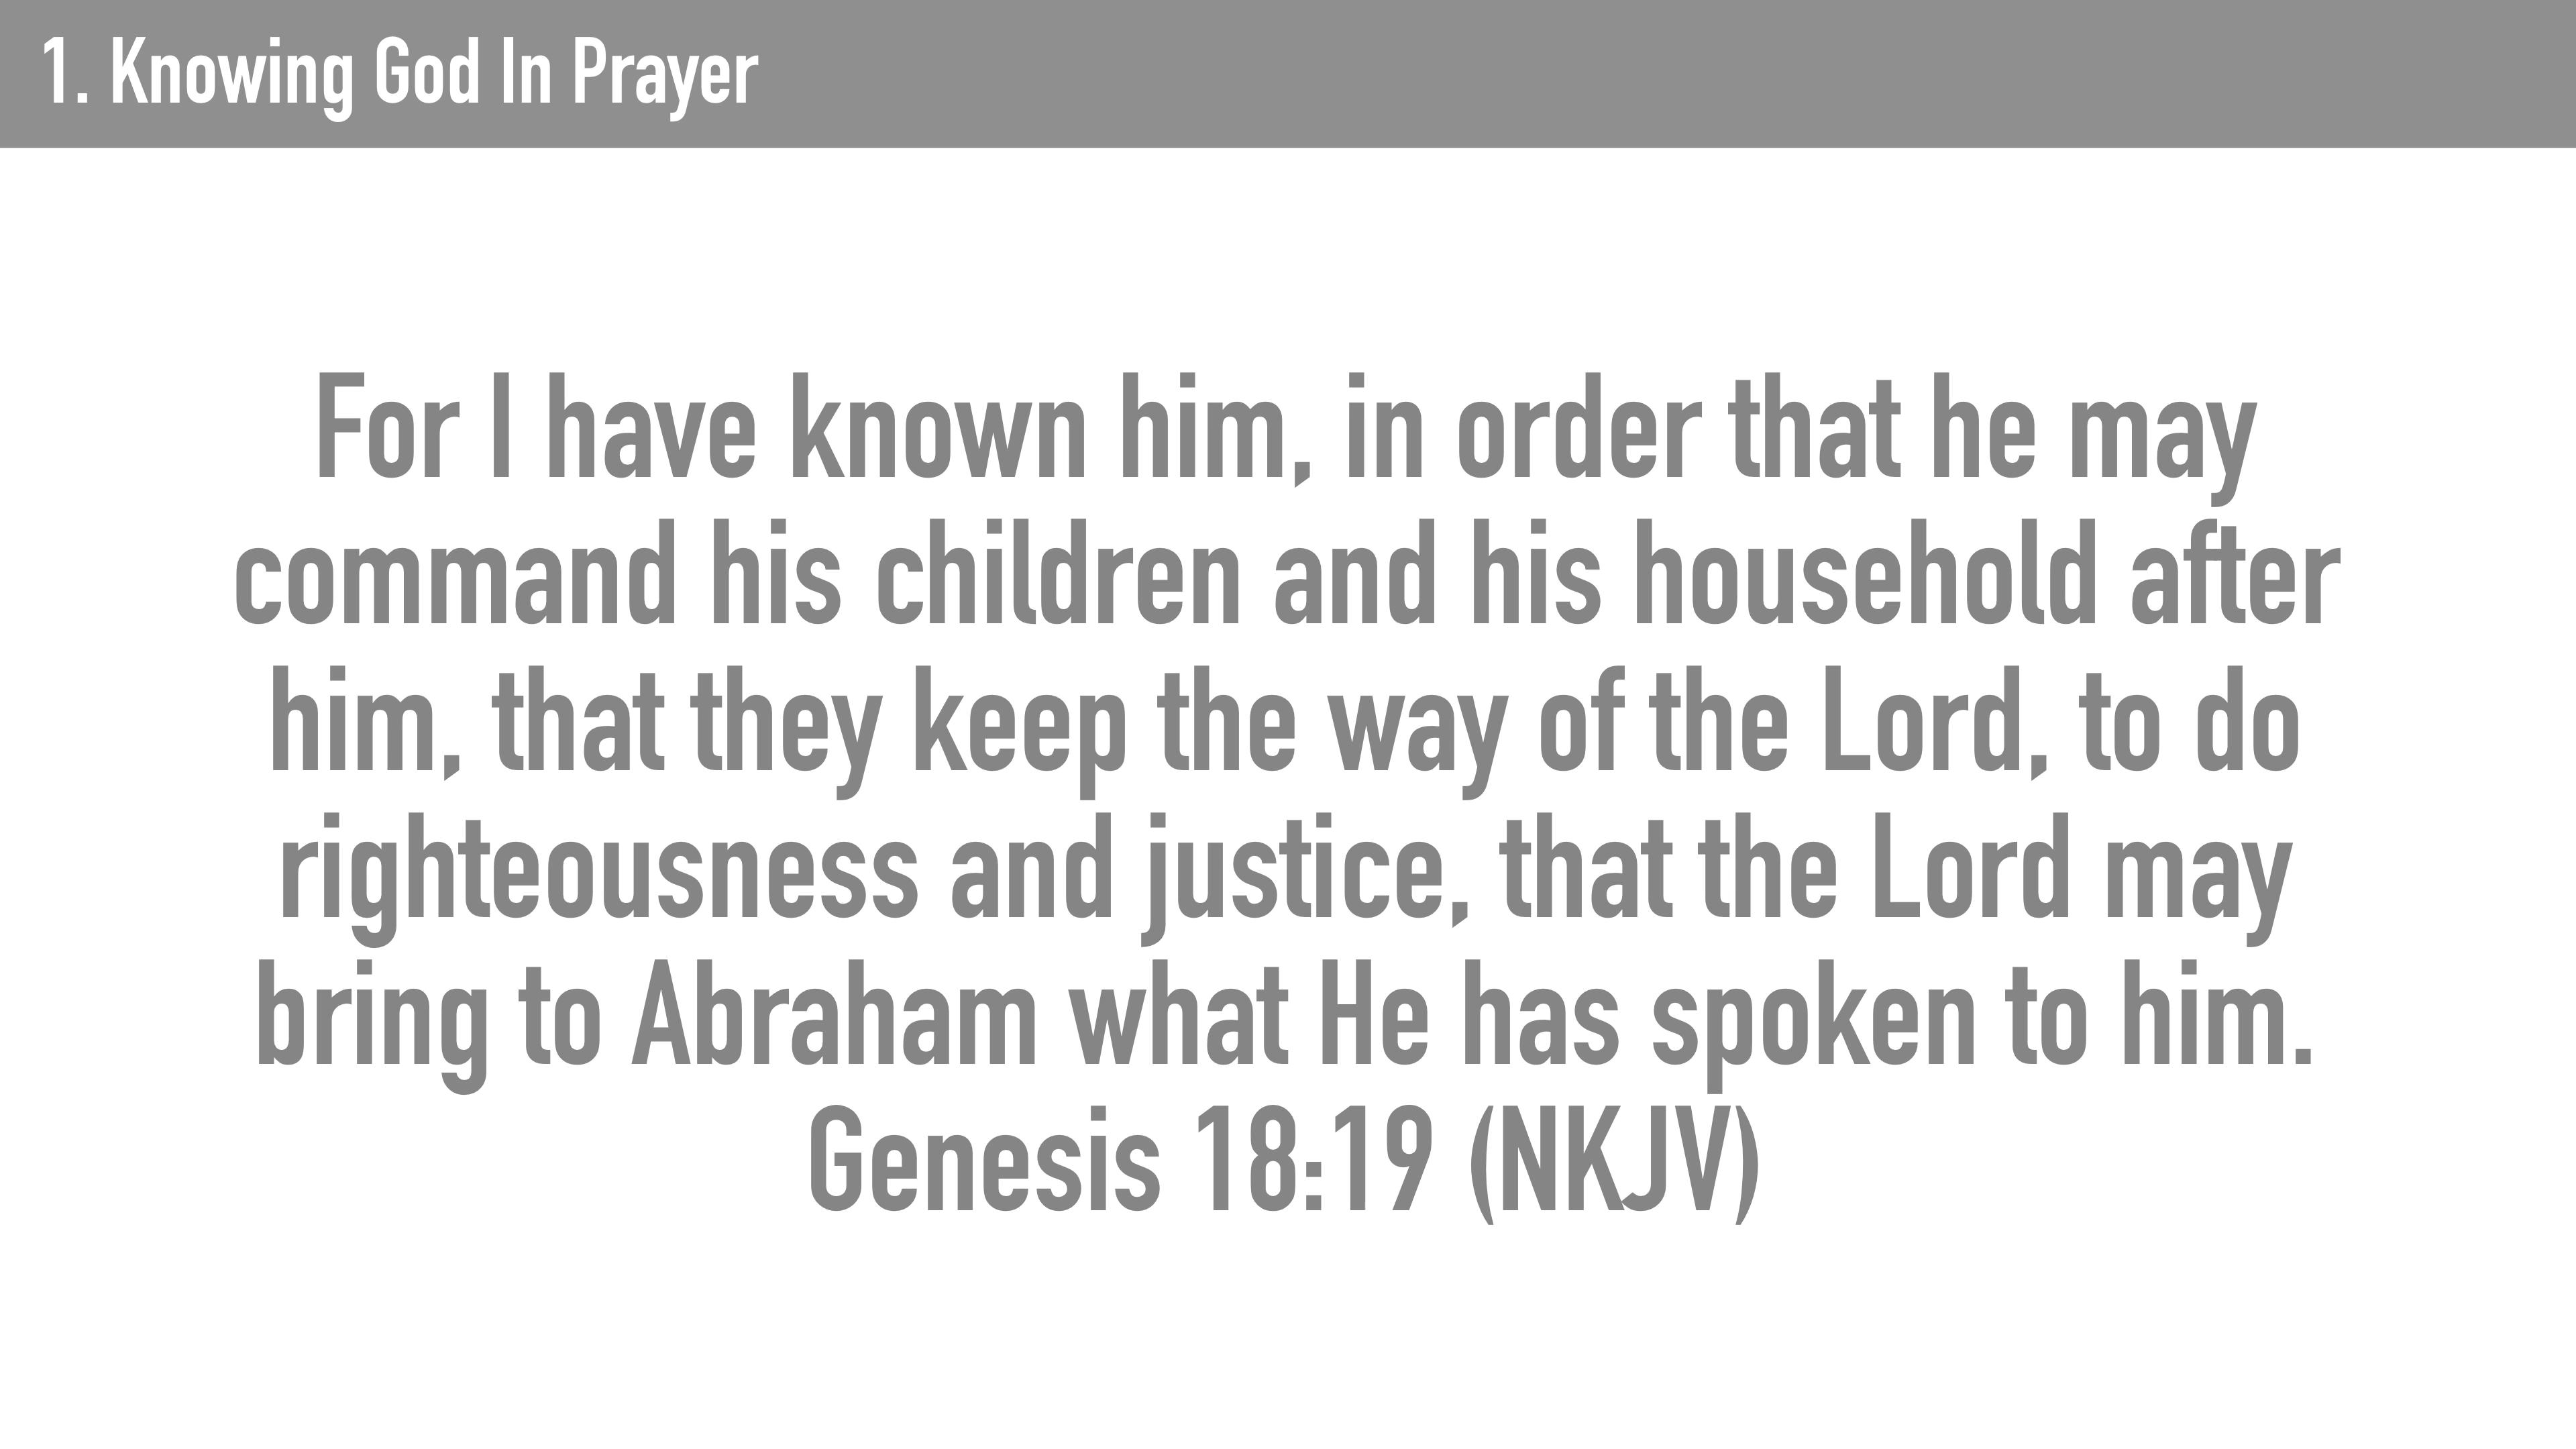 1. Knowing God In Prayer
For I have known him, in order that he may
command his children and his household after
him, that they keep the way of the Lord, to do
righteousness and justice, that the Lord may
bring to Abraham what He has spoken to him.
Genesis 18:19 (NKJV)